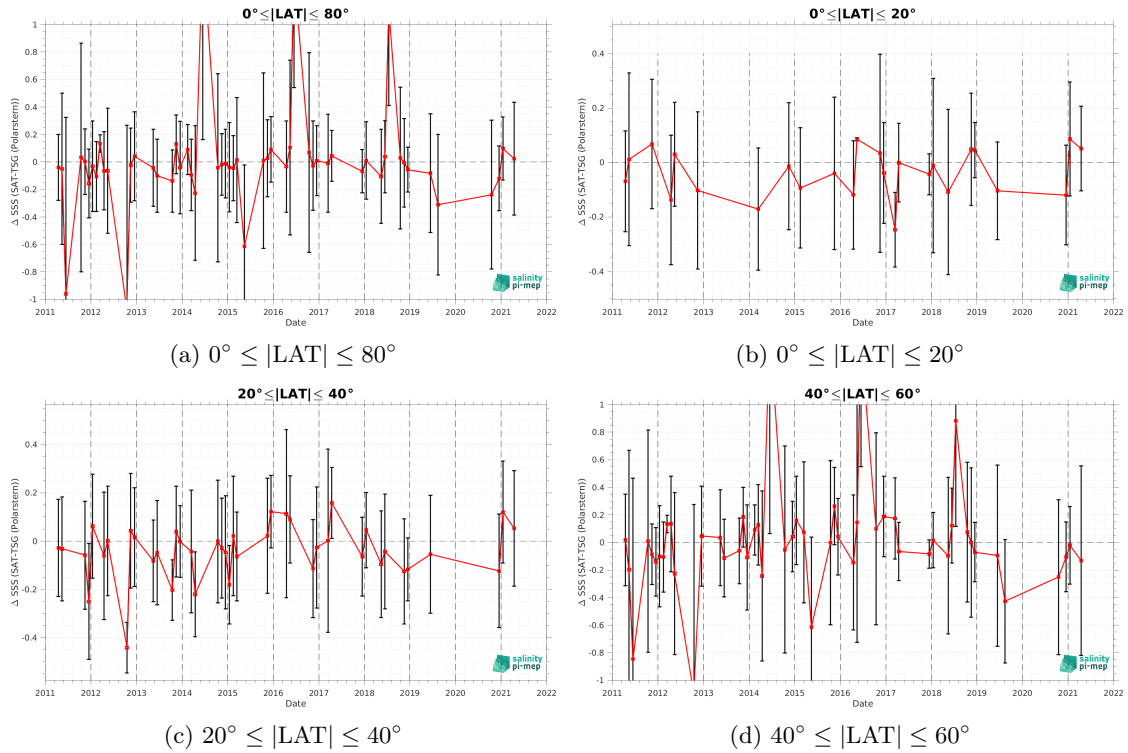 0°≤|LAT|≤ 80°
1
0.8
0.6
0.4
0.2
0
-0.2
-0.4
-0.6
-0.8
-1
Δ SSS (SAT-TSG (Polarstern))
2011 2012 2013 2014 2015 2016 2017 2018 2019 2020 2021 2022
Date
salinity
pi-mep
(a) 0° ≤ |LAT| ≤ 80°
0°≤|LAT|≤ 20°
0.4
0.2
0
-0.2
-0.4
Δ SSS (SAT-TSG (Polarstern))
2011 2012 2013 2014 2015 2016 2017 2018 2019 2020 2021 2022
Date
salinity
pi-mep
(b) 0° ≤ |LAT| ≤ 20°
20°≤|LAT|≤ 40°
0.4
0.2
0
-0.2
-0.4
Δ SSS (SAT-TSG (Polarstern))
2011 2012 2013 2014 2015 2016 2017 2018 2019 2020 2021 2022
Date
salinity
pi-mep
(c) 20° ≤ |LAT| ≤ 40°
40°≤|LAT|≤ 60°
1
0.8
0.6
0.4
0.2
0
-0.2
-0.4
-0.6
-0.8
-1
Δ SSS (SAT-TSG (Polarstern))
2011 2012 2013 2014 2015 2016 2017 2018 2019 2020 2021 2022
Date
salinity
pi-mep
(d) 40° ≤ |LAT| ≤ 60°